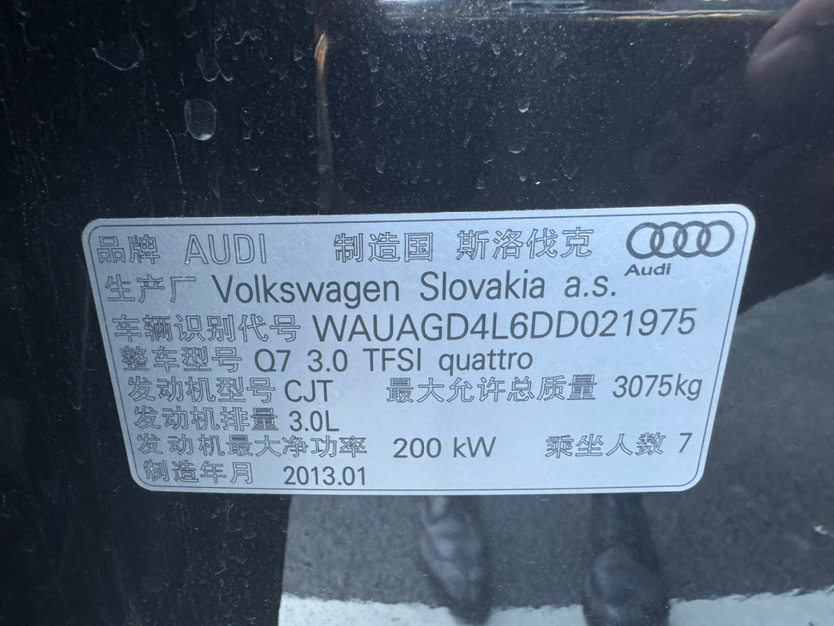 品牌 AUDI 制造国 斯洛伐克
Audi
生产厂 Volkswagen Slovakia a.s.
车辆识别代号 WAUAGD4L6DD021975
整车型号 Q7 3.0 TFSI quattro
发动机型号 CJT 最大允许总质量 3075kg
发动机排量 3.0L
发动机最大净功率 200 kW 乘坐人数 7
制造年月 2013.01